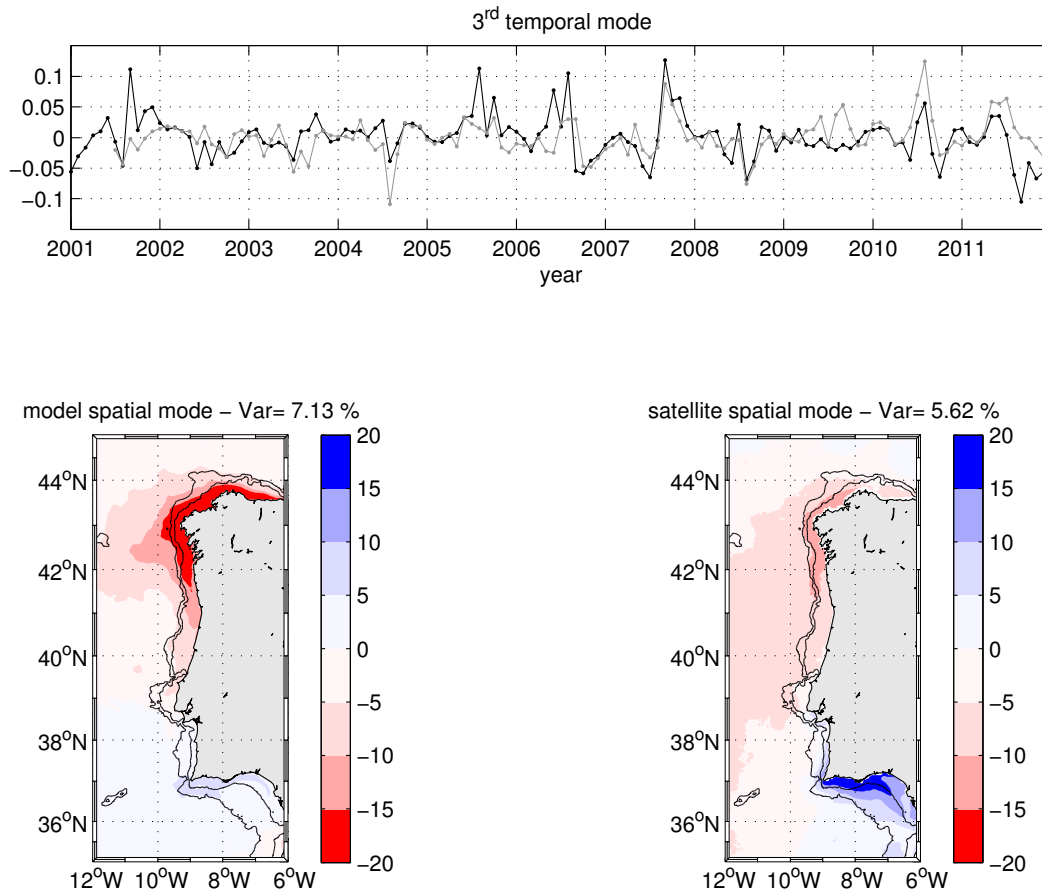 3rd temporal mode
0.1
0.05
0
−0.05
−0.1
2001 2002 2003 2004 2005 2006 2007 2008 2009 2010 2011
year
model spatial mode − Var= 7.13 %
44°N
42°N
40°N
38°N
36°N
12°W 10°W 8°W 6°W
20
15
10
5
0
−5
−10
−15
−20
satellite spatial mode − Var= 5.62 %
44°N
42°N
40°N
38°N
36°N
12°W 10°W 8°W 6°W
20
15
10
5
0
−5
−10
−15
−20